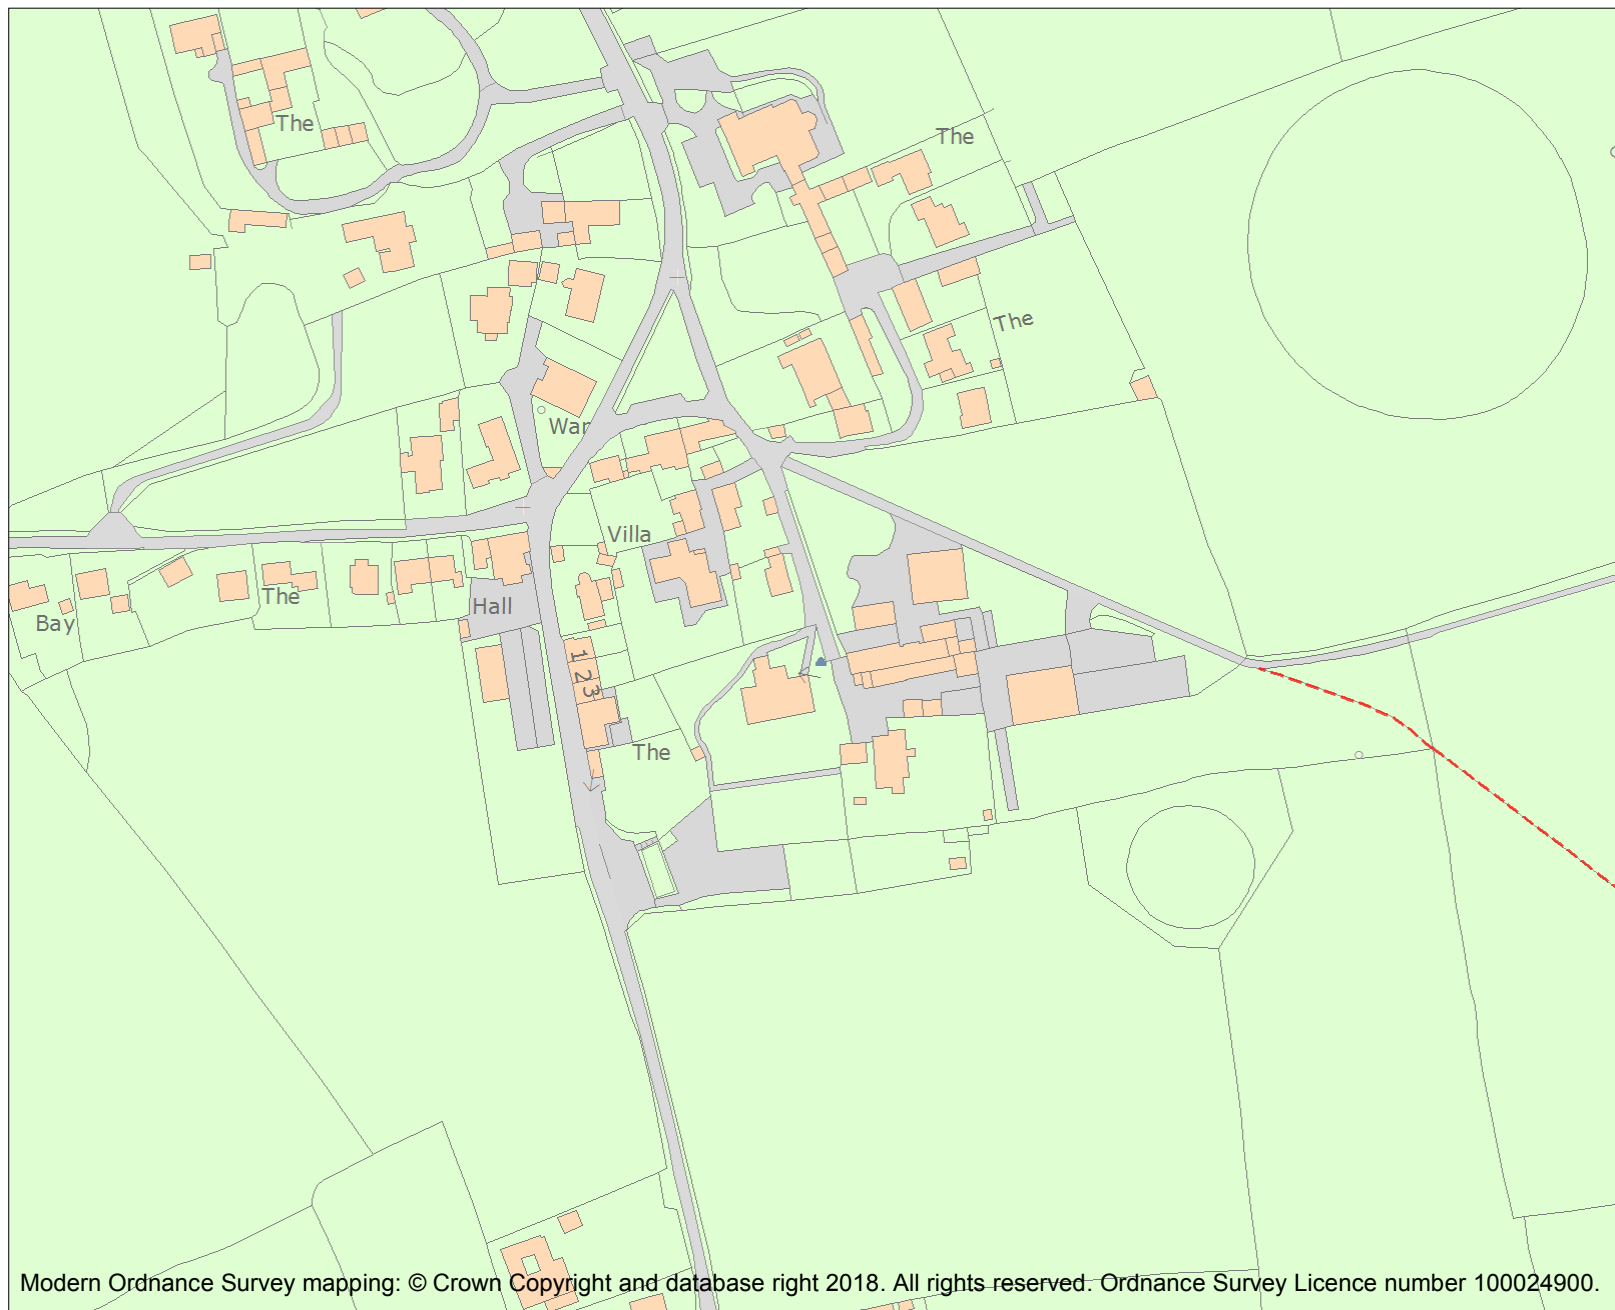 The
The
The
War
Villa
The
Hall
Bay
1
2
3
The
Modern Ordnance Survey mapping: © Crown Copyright and database right 2018. All rights reserved. Ordnance Survey Licence number 100024900.